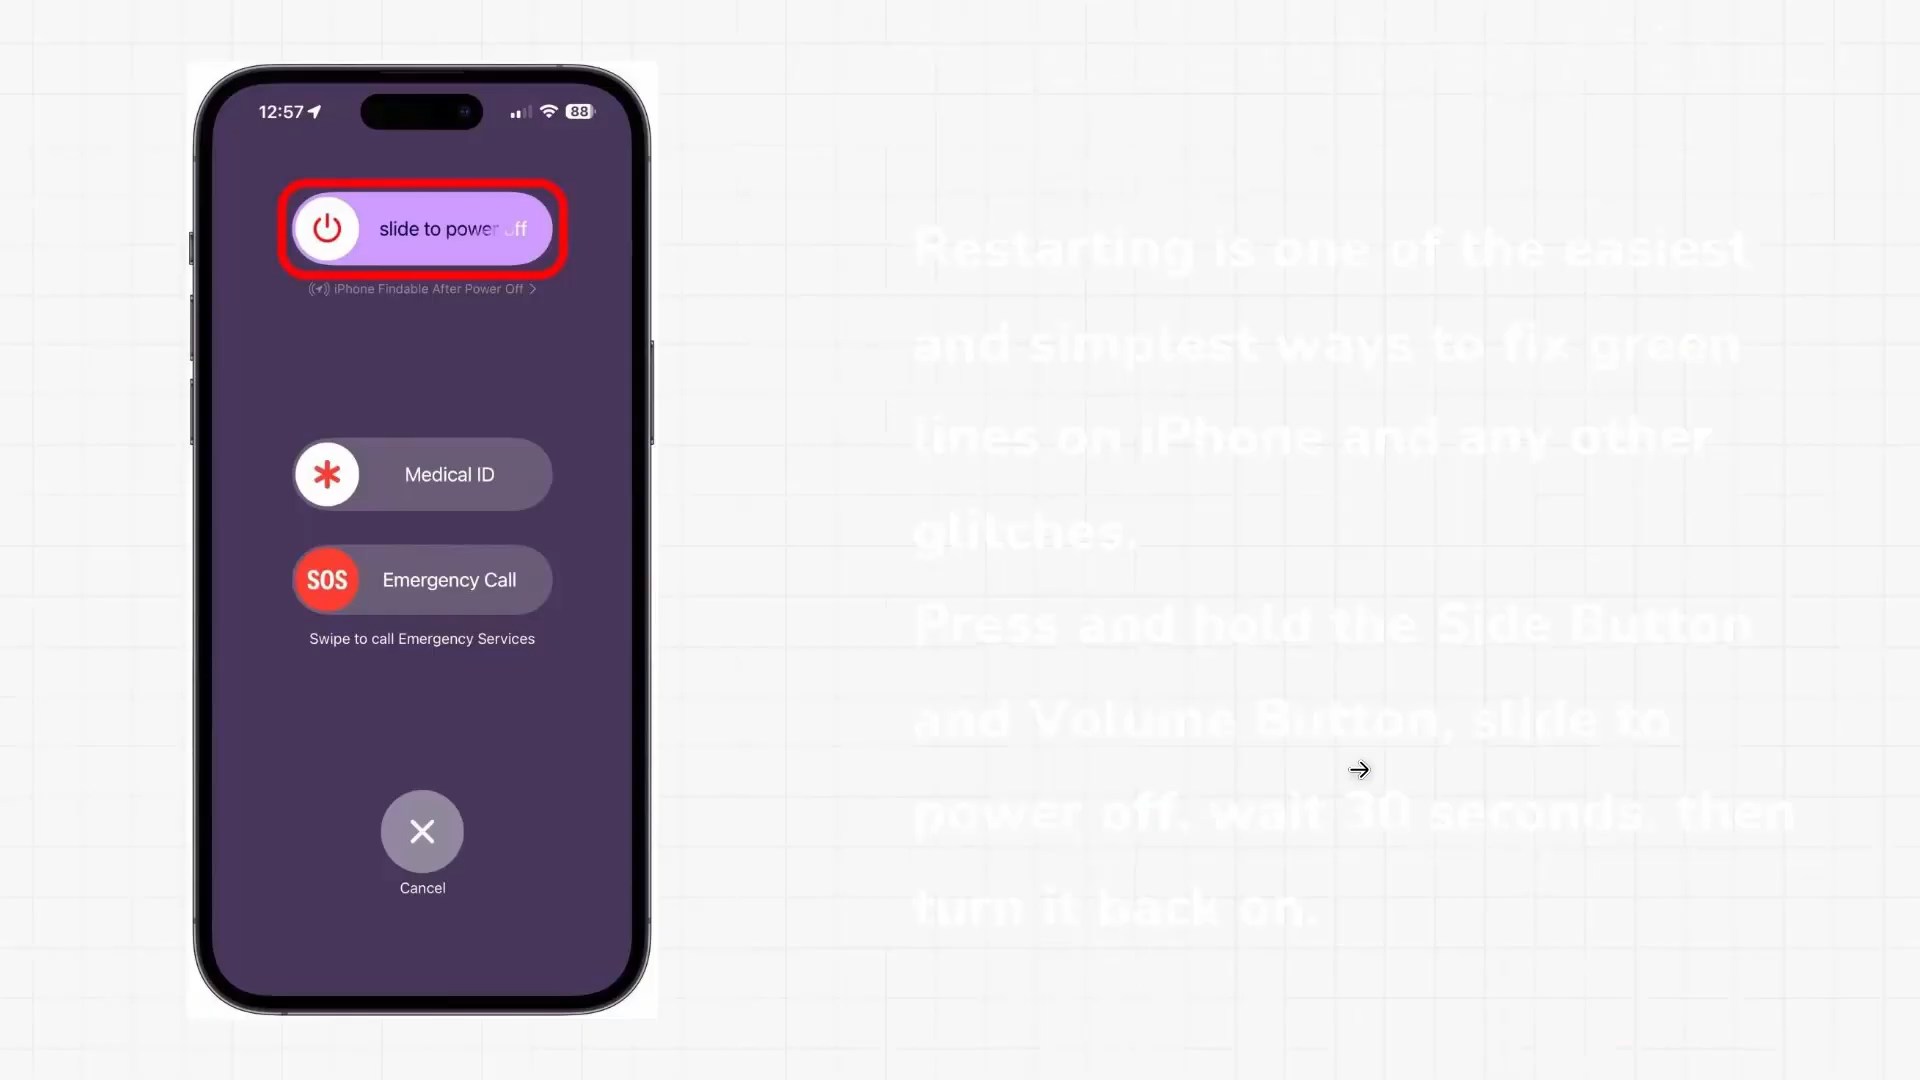 12:57
88
slide to power off
iPhone Findable After Power Off
Medical ID
SOS Emergency Call
Swipe to call Emergency Services
Cancel
Restarting is one of the easiest
and simplest ways to fix green
lines on iPhone and any other
glitches.
Press and hold the Side Button
and Volume Button, slide to
power off, wait 30 seconds, then
turn it back on.